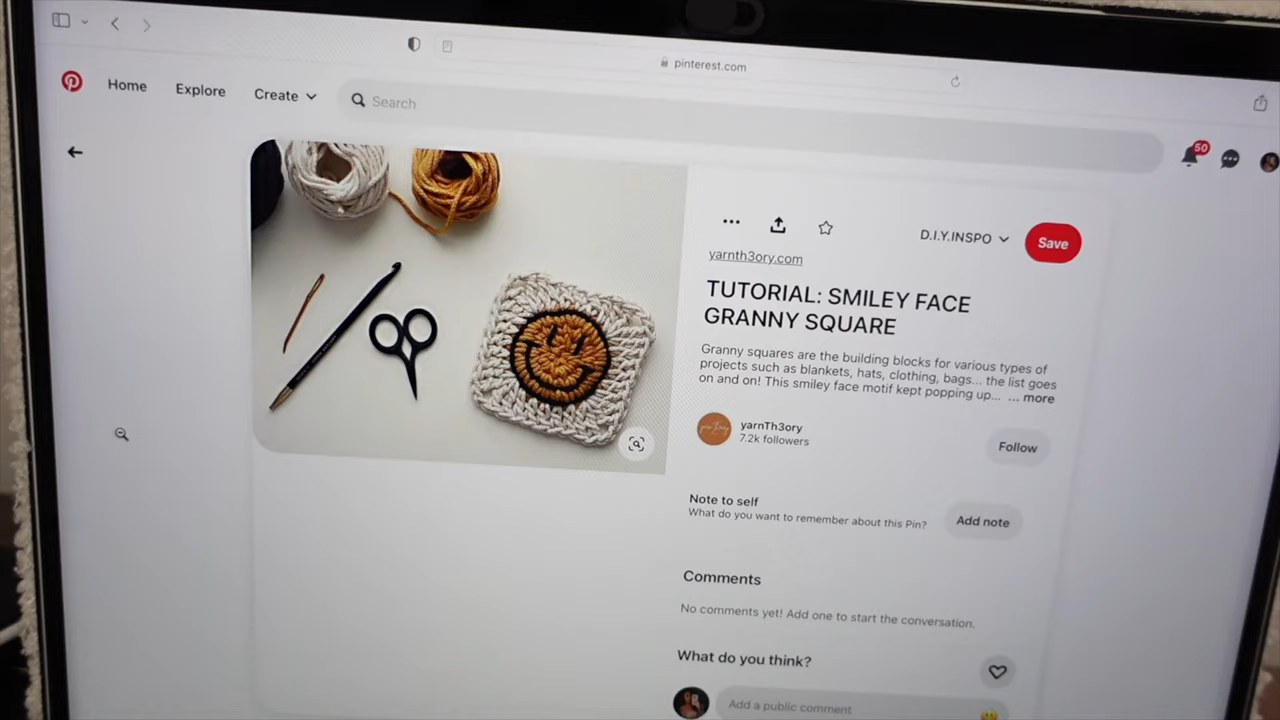 pinterest.com
Home
Explore
Create
Search
50
D.I.Y.INSPO
Save
yarnth3ory.com
TUTORIAL: SMILEY FACE
GRANNY SQUARE
Granny squares are the building blocks for various types of
projects such as blankets, hats, clothing, bags... the list goes
on and on! This smiley face motif kept popping up... ... more
yarnTh3ory
7.2k followers
Follow
Note to self
What do you want to remember about this Pin?
Add note
Comments
No comments yet! Add one to start the conversation.
What do you think?
Add a public comment